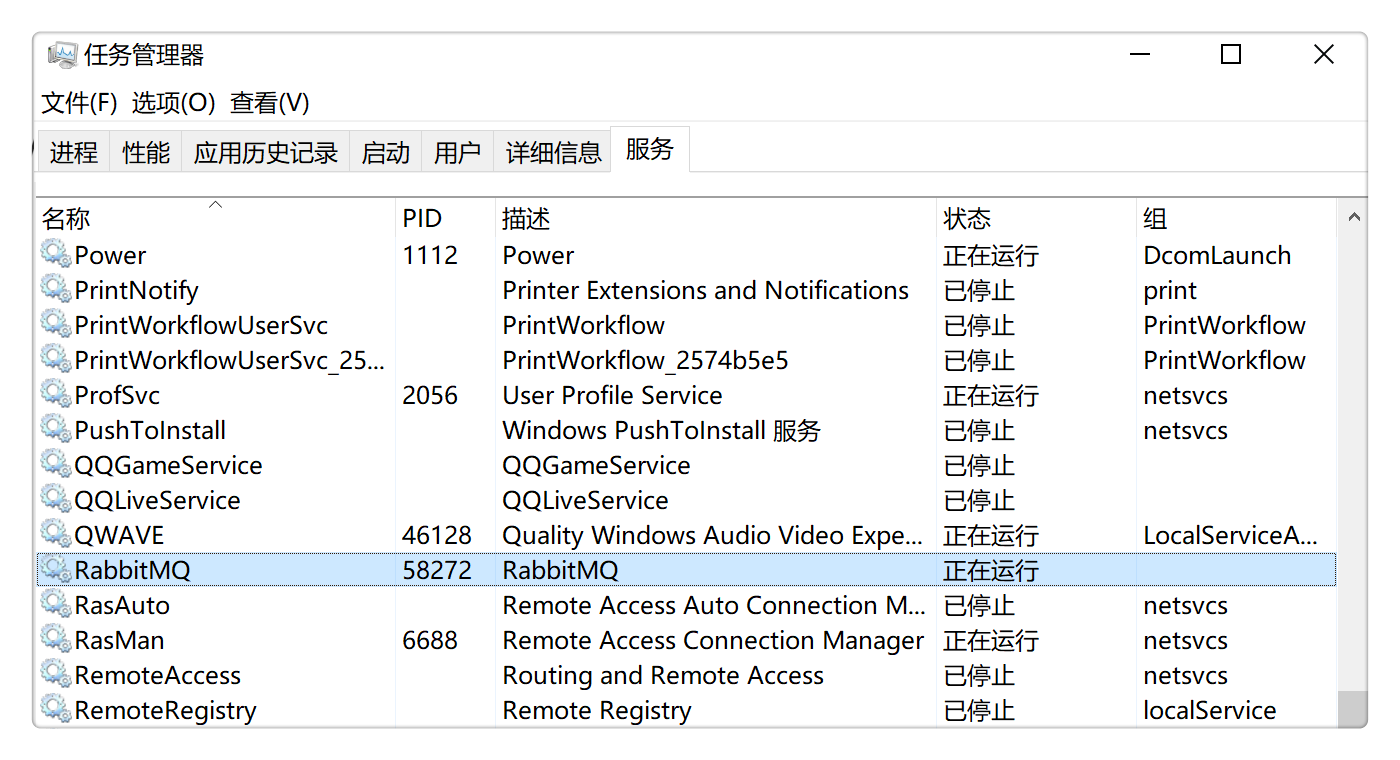 任务管理器
文件(F) 选项(O) 查看(V)
进程 性能 应用历史记录 启动 用户 详细信息 服务
名称 PID 描述 状态 组
Power 1112 Power 正在运行 DcomLaunch
PrintNotify Printer Extensions and Notifications 已停止 print
PrintWorkflowUserSvc PrintWorkflow 已停止 PrintWorkflow
PrintWorkflowUserSvc_25... PrintWorkflow_2574b5e5 已停止 PrintWorkflow
ProfSvc 2056 User Profile Service 正在运行 netsvcs
PushToInstall Windows PushToInstall 服务 已停止 netsvcs
QQGameService QQGameService 已停止
QQLiveService QQLiveService 已停止
QWAVE 46128 Quality Windows Audio Video Expe... 正在运行 LocalServiceA...
RabbitMQ 58272 RabbitMQ 正在运行
RasAuto Remote Access Auto Connection M... 已停止 netsvcs
RasMan 6688 Remote Access Connection Manager 正在运行 netsvcs
RemoteAccess Routing and Remote Access 已停止 netsvcs
RemoteRegistry Remote Registry 已停止 localService